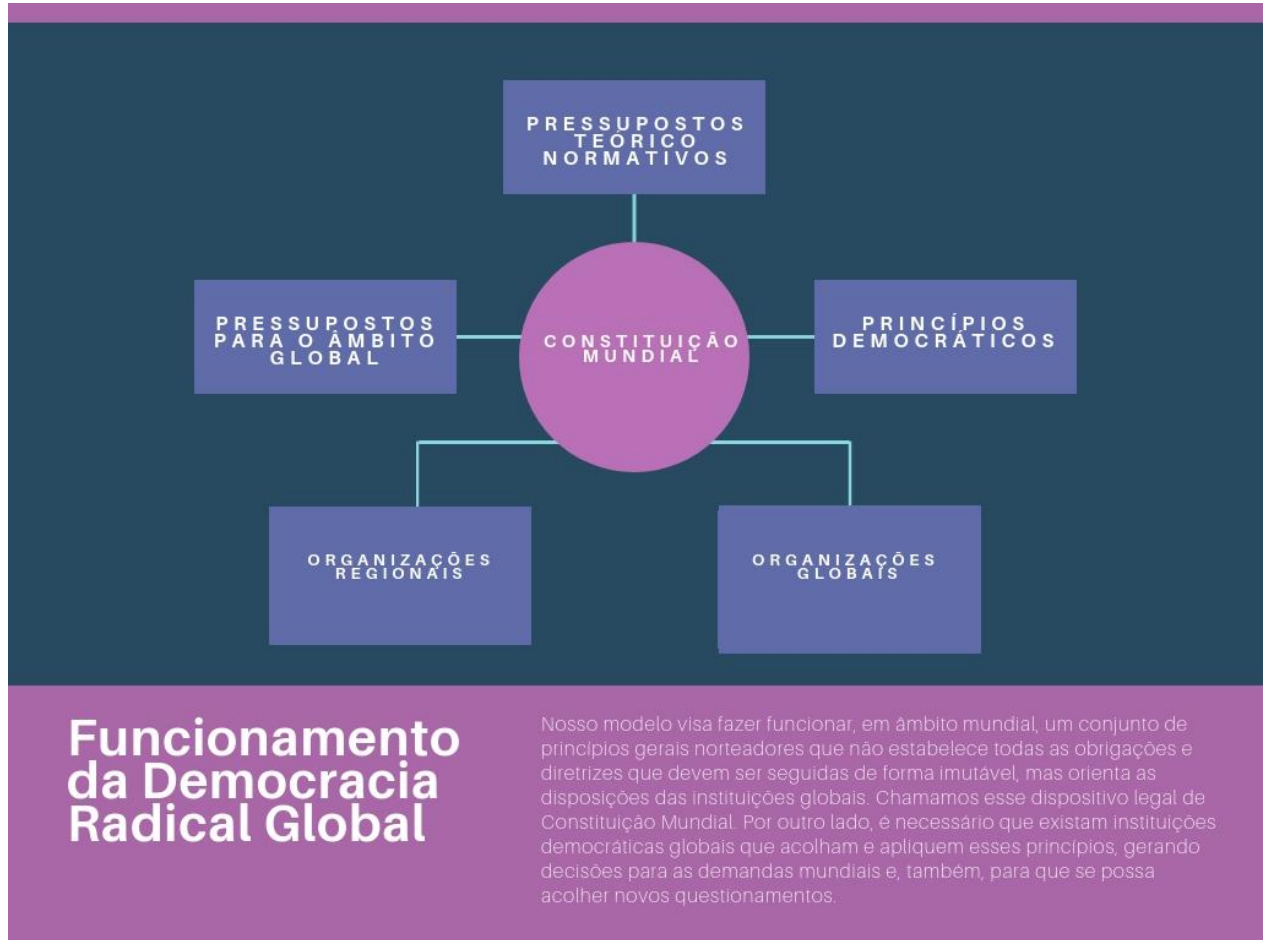 PRESSUPOSTOS
TEÓRICO
NORMATIVOS
PRESSUPOSTOS
PARA O ÂMBITO
GLOBAL
CONSTITUIÇÃO
MUNDIAL
PRINCÍPIOS
DEMOCRÁTICOS
ORGANIZAÇÕES
REGIONAIS
ORGANIZAÇÕES
GLOBAIS
Funcionamento
da Democracia
Radical Global
Nosso modelo visa fazer funcionar, em âmbito mundial, um conjunto de
princípios gerais norteadores que não estabelece todas as obrigações e
diretrizes que devem ser seguidas de forma imutável, mas orienta as
disposições das instituições globais. Chamamos esse dispositivo legal de
Constituição Mundial. Por outro lado, é necessário que existam instituições
democráticas globais que acolham e apliquem esses princípios, gerando
decisões para as demandas mundiais e, também, para que se possa
acolher novos questionamentos.